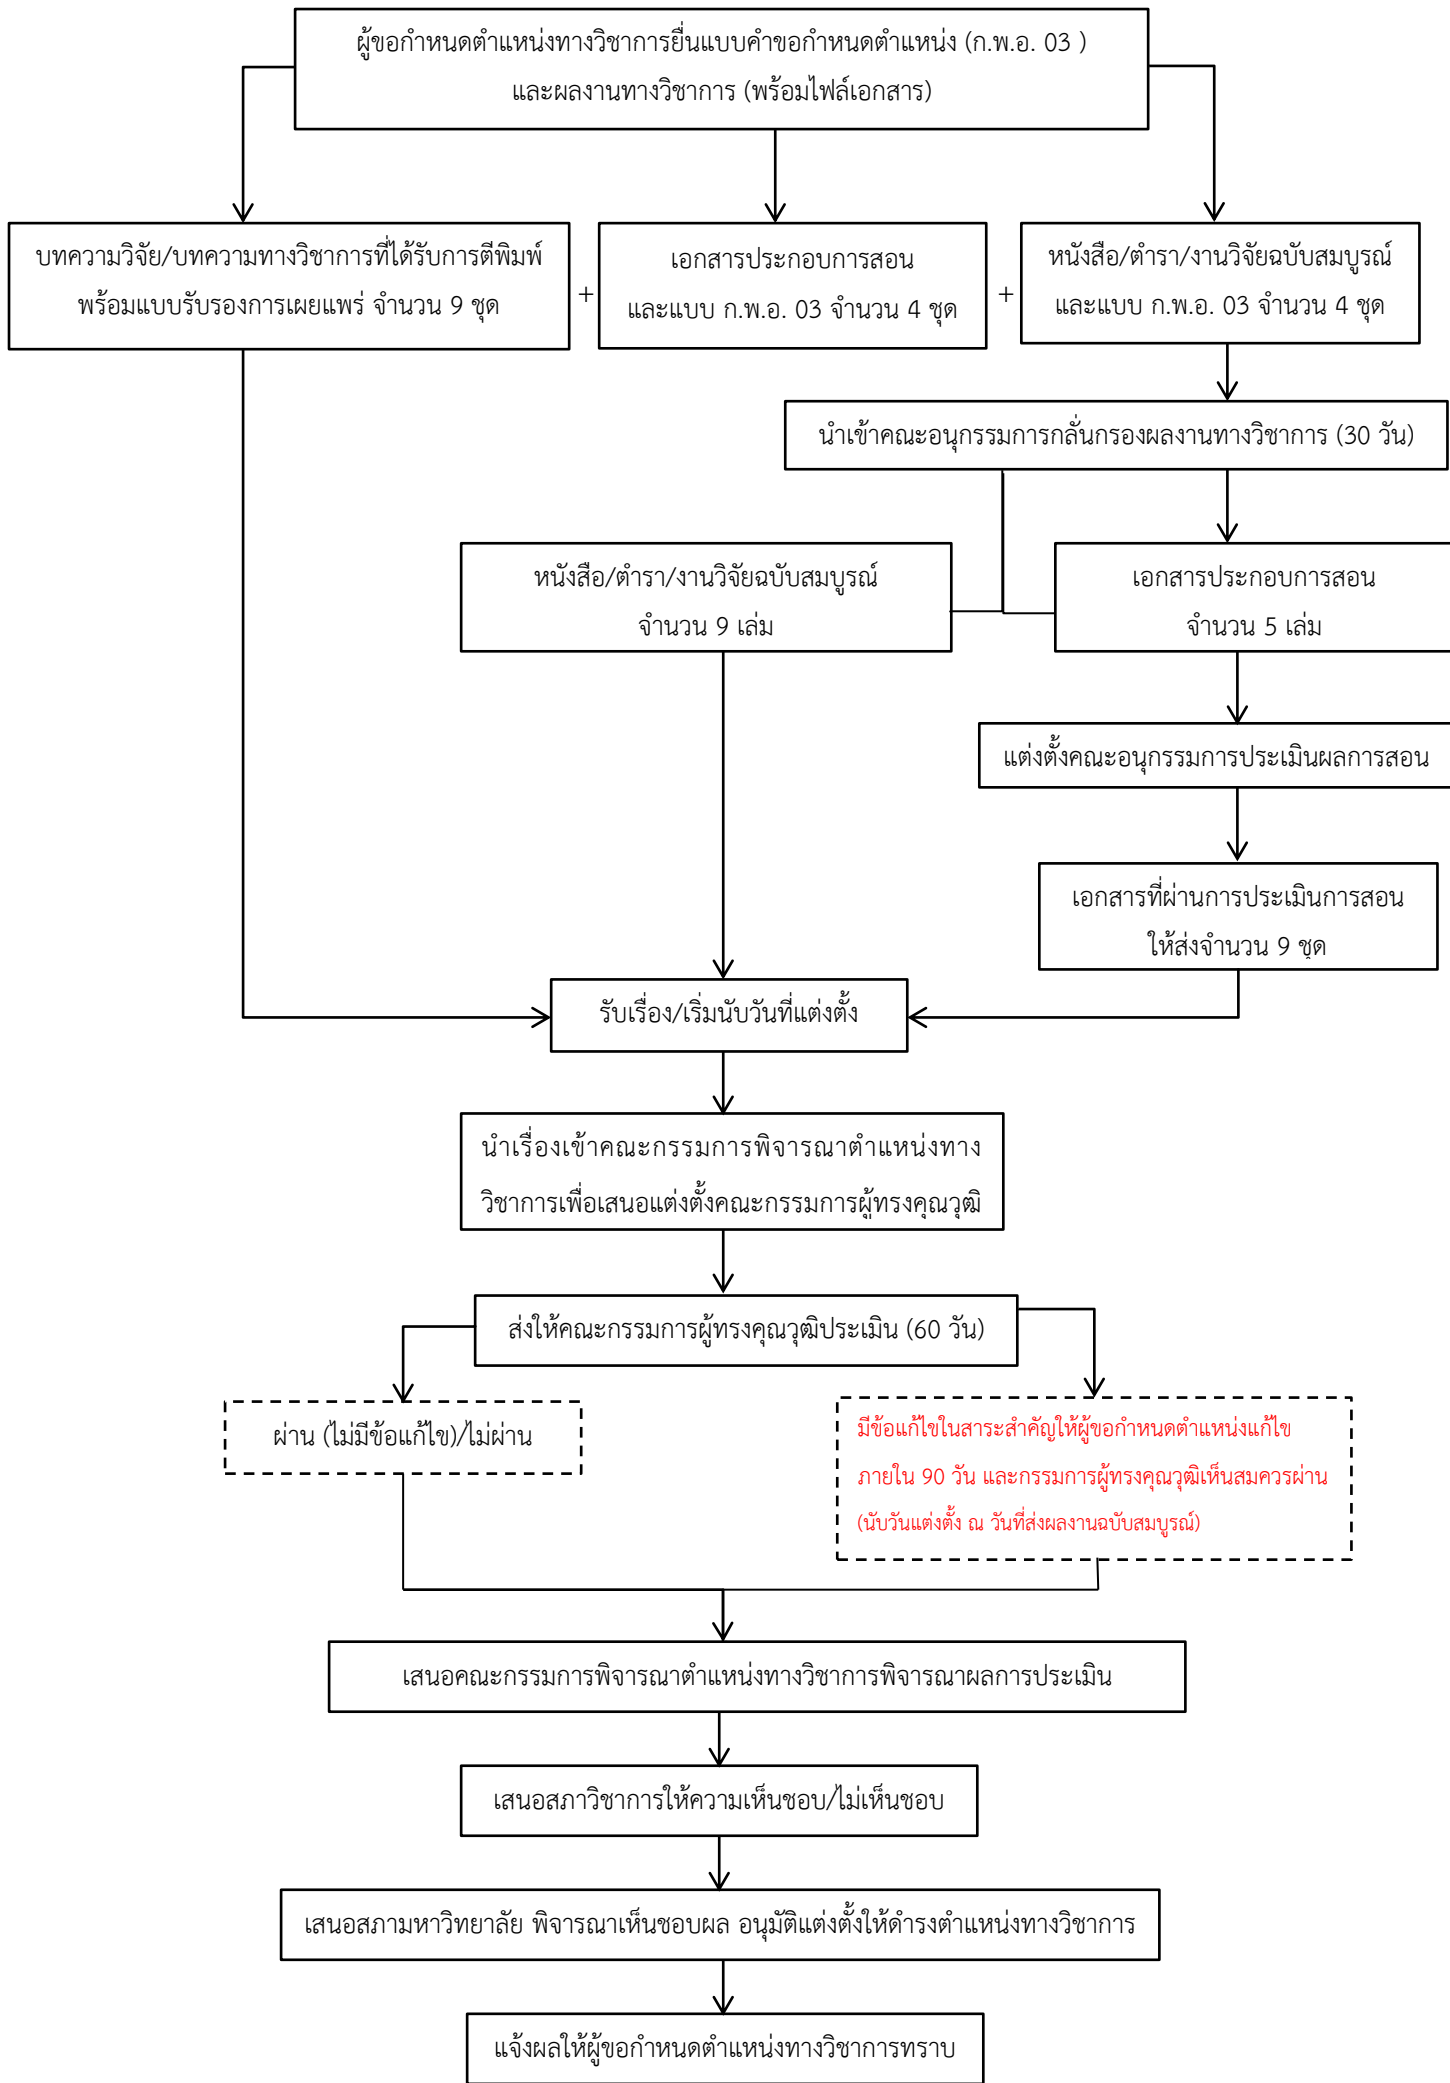 ผู้ขอกำหนดตำแหน่งทางวิชาการยื่นแบบคำขอกำหนดตำแหน่ง (ก.พ.อ. 03 )
และผลงานทางวิชาการ (พร้อมไฟล์เอกสาร)
บทความวิจัย/บทความทางวิชาการที่ได้รับการตีพิมพ์
พร้อมแบบรับรองการเผยแพร่ จำนวน 9 ชุด
+
เอกสารประกอบการสอน
และแบบ ก.พ.อ. 03 จำนวน 4 ชุด
+
หนังสือ/ตำรา/งานวิจัยฉบับสมบูรณ์
และแบบ ก.พ.อ. 03 จำนวน 4 ชุด
นำเข้าคณะอนุกรรมการกลั่นกรองผลงานทางวิชาการ (30 วัน)
หนังสือ/ตำรา/งานวิจัยฉบับสมบูรณ์
จำนวน 9 เล่ม
เอกสารประกอบการสอน
จำนวน 5 เล่ม
แต่งตั้งคณะอนุกรรมการประเมินผลการสอน
เอกสารที่ผ่านการประเมินการสอน
ให้ส่งจำนวน 9 ชุด
รับเรื่อง/เริ่มนับวันที่แต่งตั้ง
นำเรื่องเข้าคณะกรรมการพิจารณาตำแหน่งทาง
วิชาการเพื่อเสนอแต่งตั้งคณะกรรมการผู้ทรงคุณวุฒิ
ส่งให้คณะกรรมการผู้ทรงคุณวุฒิประเมิน (60 วัน)
ผ่าน (ไม่มีข้อแก้ไข)/ไม่ผ่าน
มีข้อแก้ไขในสาระสำคัญให้ผู้ขอกำหนดตำแหน่งแก้ไข
ภายใน 90 วัน และกรรมการผู้ทรงคุณวุฒิเห็นสมควรผ่าน
(นับวันแต่งตั้ง ณ วันที่ส่งผลงานฉบับสมบูรณ์)
เสนอคณะกรรมการพิจารณาตำแหน่งทางวิชาการพิจารณาผลการประเมิน
เสนอสภาวิชาการให้ความเห็นชอบ/ไม่เห็นชอบ
เสนอสภามหาวิทยาลัย พิจารณาเห็นชอบผล อนุมัติแต่งตั้งให้ดำรงตำแหน่งทางวิชาการ
แจ้งผลให้ผู้ขอกำหนดตำแหน่งทางวิชาการทราบ